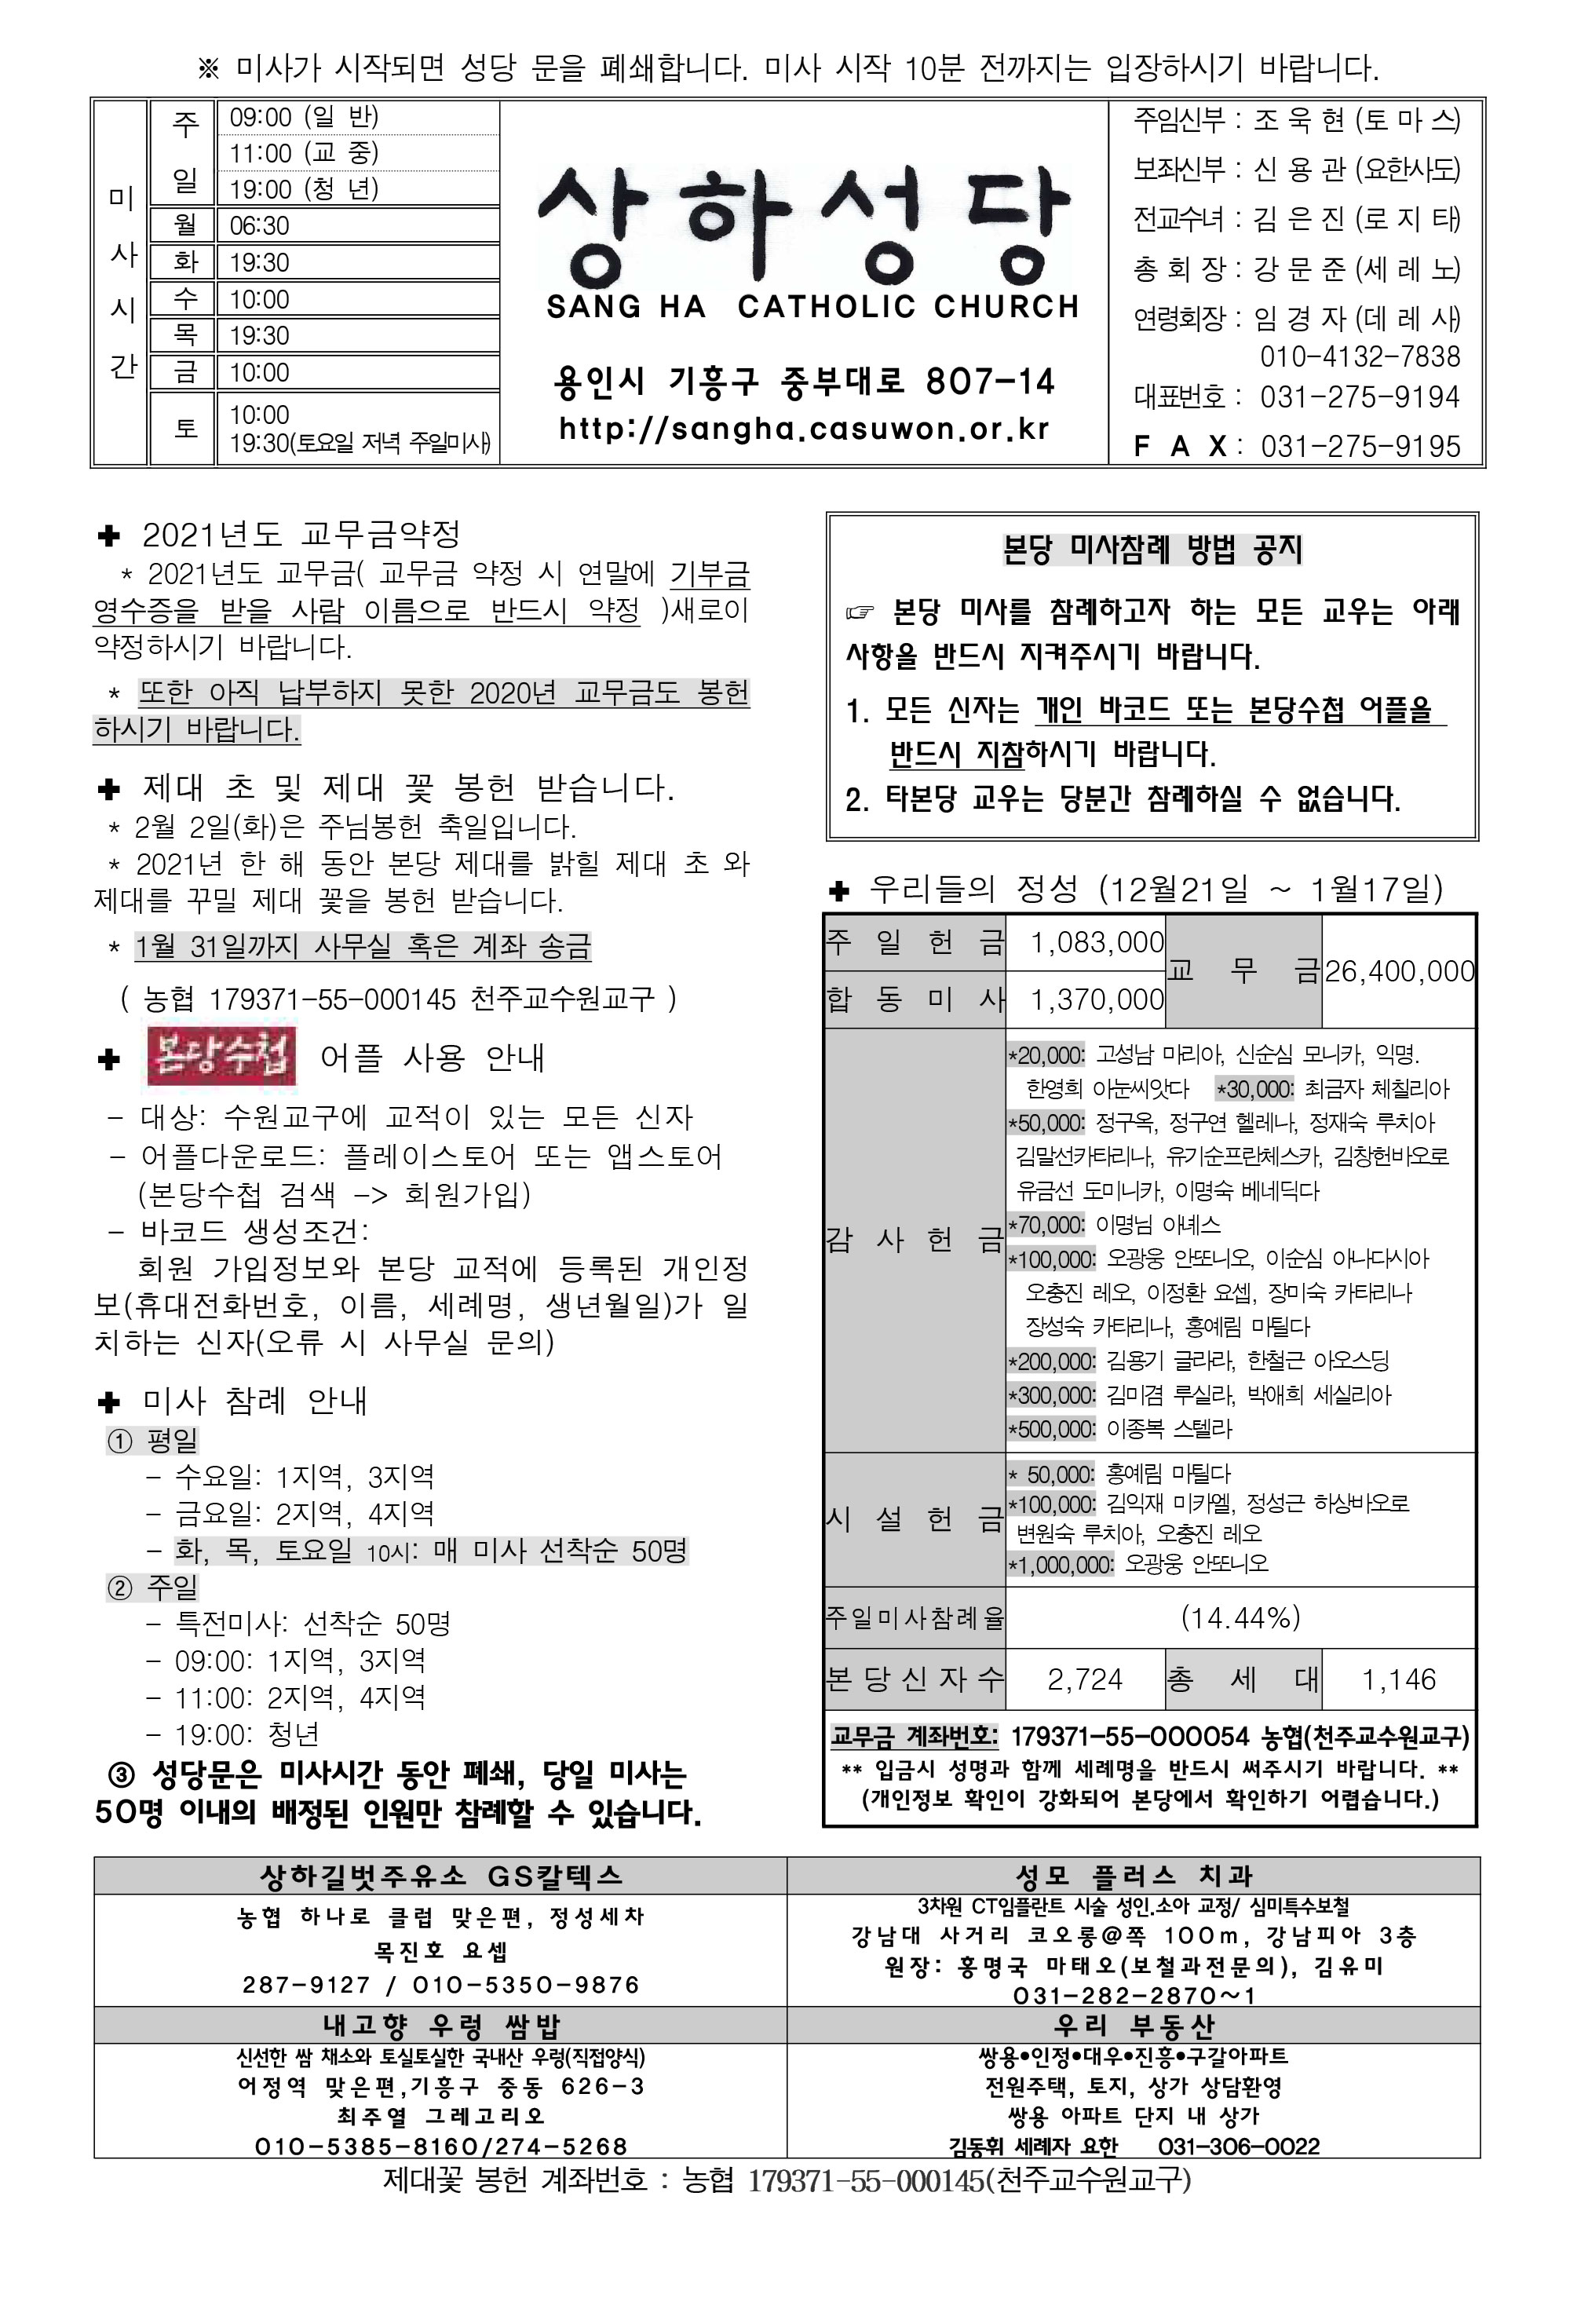 ※ 미사가 시작되면 성당 문을 폐쇄합니다. 미사 시작 10분 전까지는 입장하시기 바랍니다.
미사시간
주일
09:00 (일 반)
11:00 (교 중)
19:00 (청 년)
월 06:30
화 19:30
수 10:00
목 19:30
금 10:00
토 10:00
19:30(토요일 저녁 주일미사)
상하성당
SANG HA CATHOLIC CHURCH
용인시 기흥구 중부대로 807-14
http://sangha.casuwon.or.kr
주임신부 : 조 욱 현 (토 마 스)
보좌신부 : 신 용 관 (요한사도)
전교수녀 : 김 은 진 (로 지 타)
총 회 장 : 강 문 준 (세 레 노)
연령회장 : 임 경 자 (데 레 사)
010-4132-7838
대표번호 : 031-275-9194
F A X : 031-275-9195
✚ 2021년도 교무금약정
* 2021년도 교무금( 교무금 약정 시 연말에 기부금
영수증을 받을 사람 이름으로 반드시 약정 )새로이
약정하시기 바랍니다.
* 또한 아직 납부하지 못한 2020년 교무금도 봉헌
하시기 바랍니다.
✚ 제대 초 및 제대 꽃 봉헌 받습니다.
* 2월 2일(화)은 주님봉헌 축일입니다.
* 2021년 한 해 동안 본당 제대를 밝힐 제대 초 와
제대를 꾸밀 제대 꽃을 봉헌 받습니다.
* 1월 31일까지 사무실 혹은 계좌 송금
( 농협 179371-55-000145 천주교수원교구 )
✚ 본당수첩 어플 사용 안내
- 대상: 수원교구에 교적이 있는 모든 신자
- 어플다운로드: 플레이스토어 또는 앱스토어
(본당수첩 검색 -> 회원가입)
- 바코드 생성조건:
회원 가입정보와 본당 교적에 등록된 개인정
보(휴대전화번호, 이름, 세례명, 생년월일)가 일
치하는 신자(오류 시 사무실 문의)
✚ 미사 참례 안내
① 평일
- 수요일: 1지역, 3지역
- 금요일: 2지역, 4지역
- 화, 목, 토요일 10시: 매 미사 선착순 50명
② 주일
- 특전미사: 선착순 50명
- 09:00: 1지역, 3지역
- 11:00: 2지역, 4지역
- 19:00: 청년
③ 성당문은 미사시간 동안 폐쇄, 당일 미사는
50명 이내의 배정된 인원만 참례할 수 있습니다.
본당 미사참례 방법 공지
☞ 본당 미사를 참례하고자 하는 모든 교우는 아래
사항을 반드시 지켜주시기 바랍니다.
1. 모든 신자는 개인 바코드 또는 본당수첩 어플을
반드시 지참하시기 바랍니다.
2. 타본당 교우는 당분간 참례하실 수 없습니다.
✚ 우리들의 정성 (12월21일 ~ 1월17일)
주 일 헌 금 1,083,000 교 무 금 26,400,000
합 동 미 사 1,370,000
감 사 헌 금
*20,000: 고성남 마리아, 신순심 모니카, 익명.
한영희 아눈씨앗다 *30,000: 최금자 체칠리아
*50,000: 정구옥, 정구연 헬레나, 정재숙 루치아
김말선카타리나, 유기순프란체스카, 김창헌바오로
유금선 도미니카, 이명숙 베네딕다
*70,000: 이명님 아녜스
*100,000: 오광웅 안또니오, 이순심 아나다시아
오충진 레오, 이정환 요셉, 장미숙 카타리나
장성숙 카타리나, 홍예림 마틸다
*200,000: 김용기 글라라, 한철근 아오스딩
*300,000: 김미겸 루실라, 박애희 세실리아
*500,000: 이종복 스텔라
시 설 헌 금
* 50,000: 홍예림 마틸다
*100,000: 김익재 미카엘, 정성근 하상바오로
변원숙 루치아, 오충진 레오
*1,000,000: 오광웅 안또니오
주일미사참례율 (14.44%)
본당신자수 2,724 총 세 대 1,146
교무금 계좌번호: 179371-55-000054 농협(천주교수원교구)
** 입금시 성명과 함께 세례명을 반드시 써주시기 바랍니다. **
(개인정보 확인이 강화되어 본당에서 확인하기 어렵습니다.)
상하길벗주유소 GS칼텍스
농협 하나로 클럽 맞은편, 정성세차
목진호 요셉
287-9127 / 010-5350-9876
성모 플러스 치과
3차원 CT임플란트 시술 성인.소아 교정/ 심미특수보철
강남대 사거리 코오롱@쪽 100m, 강남피아 3층
원장: 홍명국 마태오(보철과전문의), 김유미
031-282-2870~1
내고향 우렁 쌈밥
신선한 쌈 채소와 토실토실한 국내산 우렁(직접양식)
어정역 맞은편,기흥구 중동 626-3
최주열 그레고리오
010-5385-8160/274-5268
우리 부동산
쌍용•인정•대우•진흥•구갈아파트
전원주택, 토지, 상가 상담환영
쌍용 아파트 단지 내 상가
김동휘 세례자 요한 031-306-0022
제대꽃 봉헌 계좌번호 : 농협 179371-55-000145(천주교수원교구)